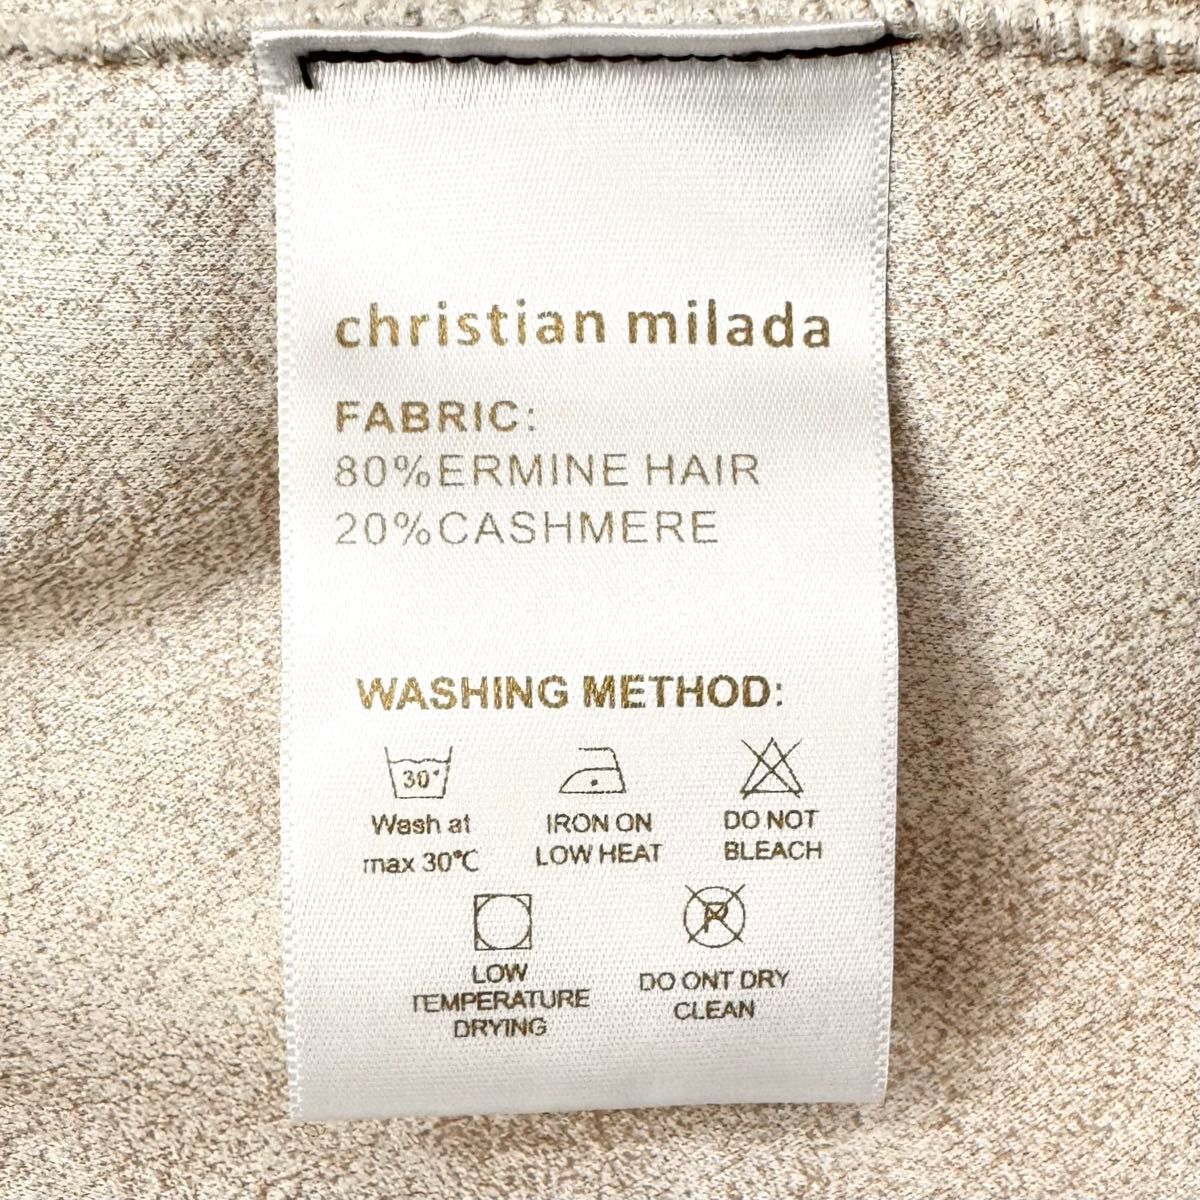 christian milada
FABRIC:
80%ERMINE HAIR
20%CASHMERE
WASHING METHOD:
30°
Wash at
max 30℃
IRON ON
LOW HEAT
DO NOT
BLEACH
LOW
TEMPERATURE
DRYING
P
DO ONT DRY
CLEAN